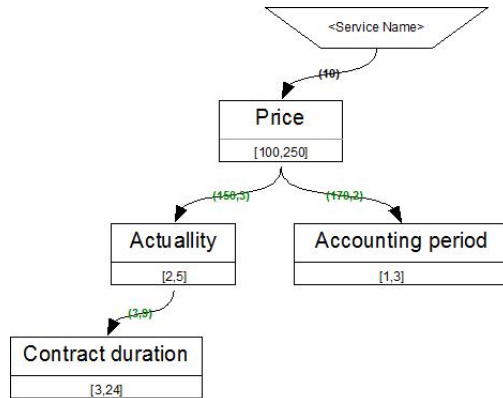 <Service Name>
(10)
Price
[100,250]
(150,3)
(170,2)
Actuallity
[2,5]
Accounting period
[1,3]
(3,9)
Contract duration
[3,24]